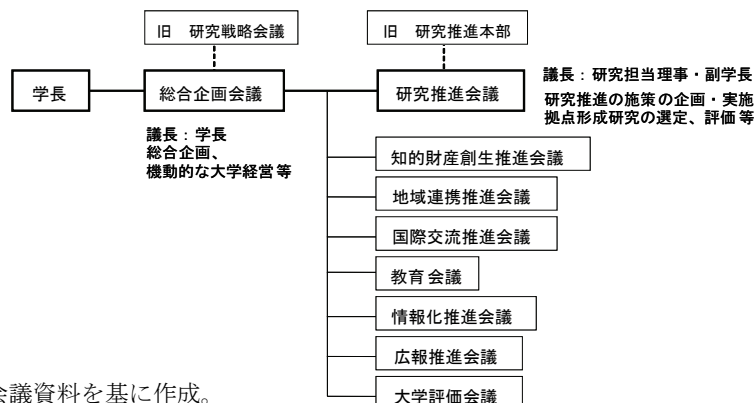 旧　研究戦略会議
旧　研究推進本部
学長
総合企画会議
研究推進会議
議長：研究担当理事・副学長
研究推進の施策の企画・実施
拠点形成研究の選定、評価等
議長：学長
総合企画、
機動的な大学経営等
知的財産創生推進会議
地域連携推進会議
国際交流推進会議
教育会議
情報化推進会議
広報推進会議
大学評価会議
会議資料を基に作成。